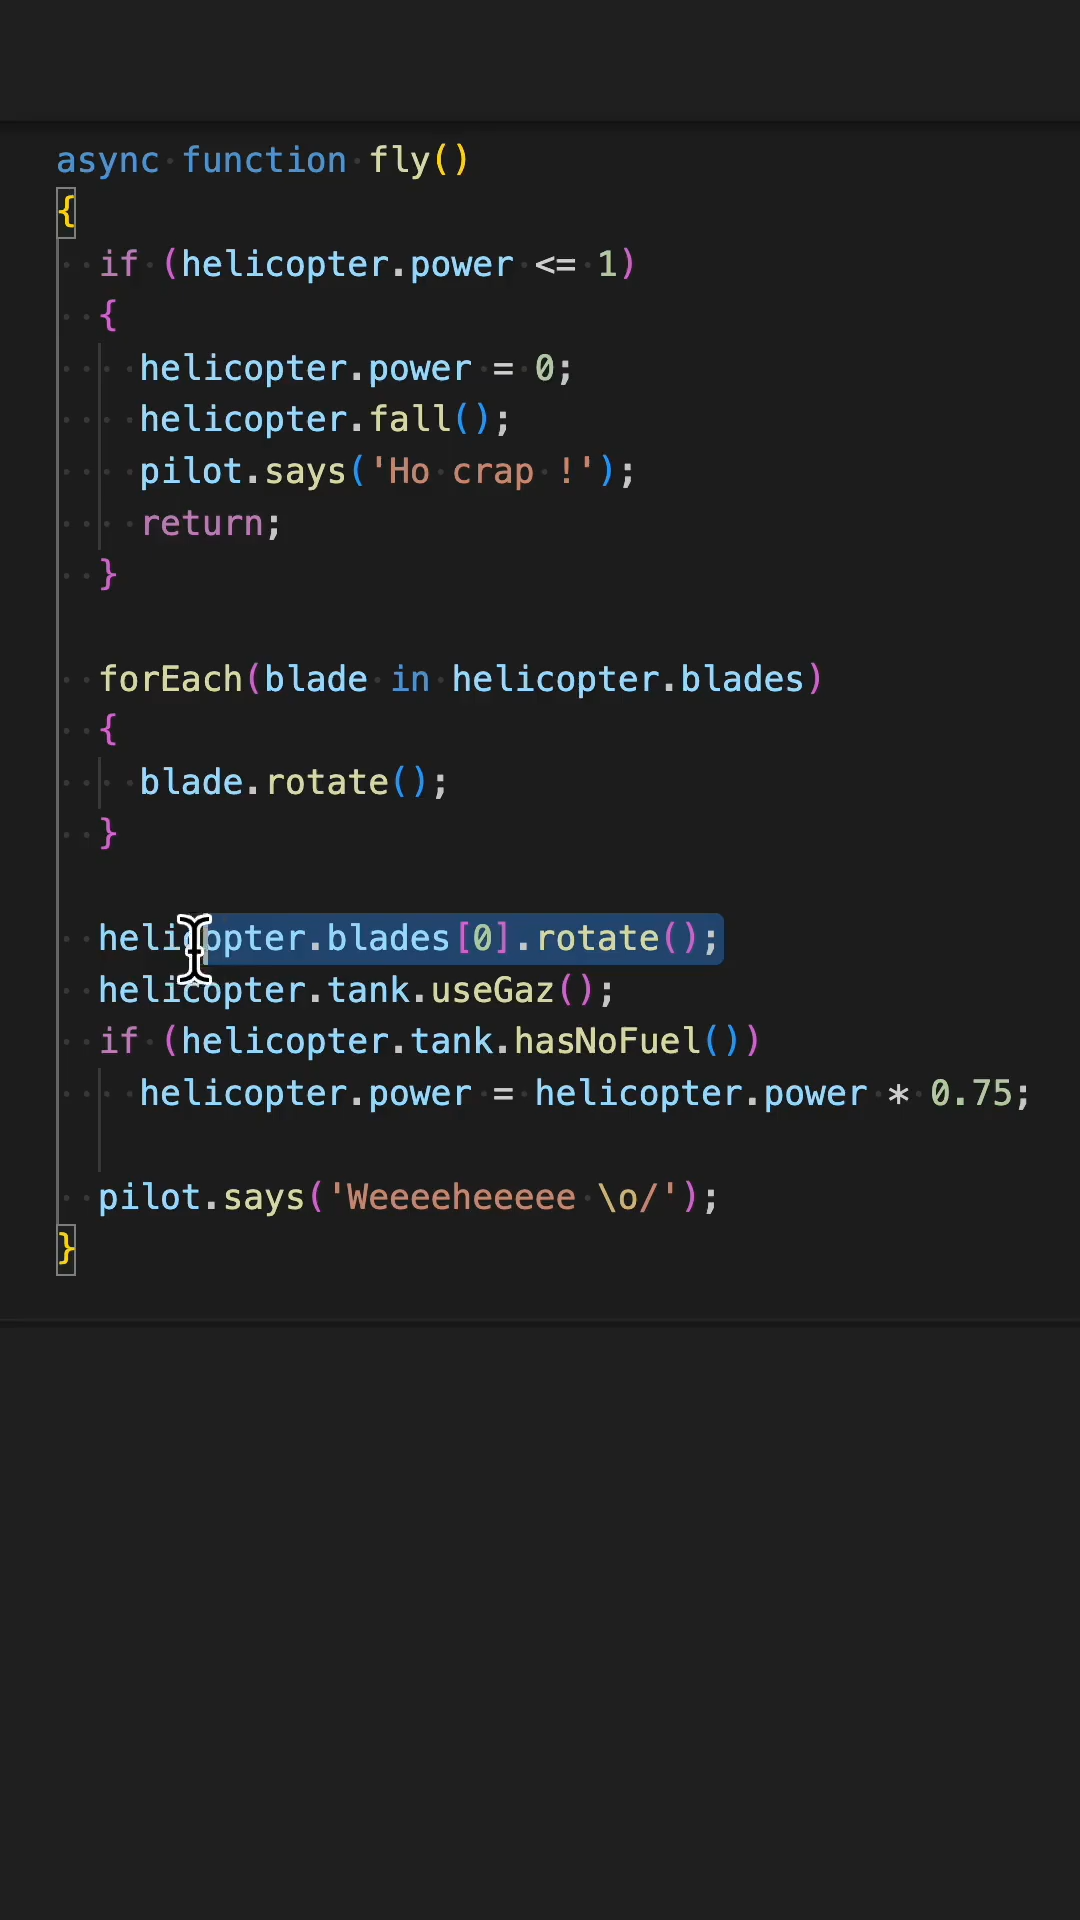 async function fly()
{
if (helicopter.power <= 1)
{
helicopter.power = 0;
helicopter.fall();
pilot.says('Ho crap !');
return;
}
forEach(blade in helicopter.blades)
{
blade.rotate();
}
helicopter.blades[0].rotate();
helicopter.tank.useGaz();
if (helicopter.tank.hasNoFuel())
helicopter.power = helicopter.power * 0.75;
pilot.says('Weeeeheeeee \o/');
}